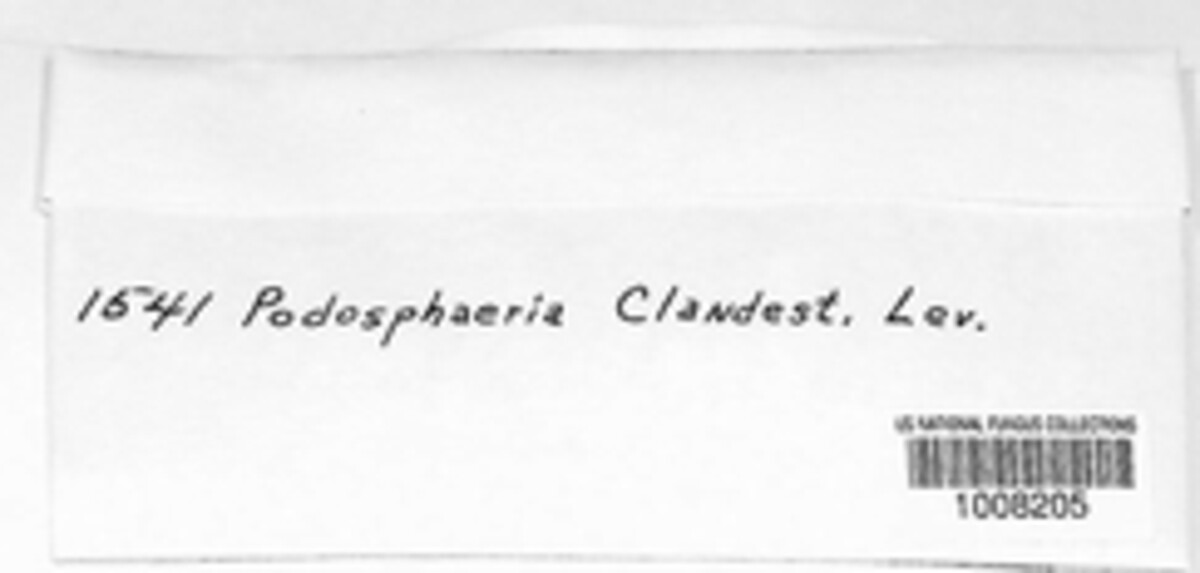 1541 Podosphaeria Clandest. Lev.
US NATIONAL FUNGUS COLLECTIONS
1008205